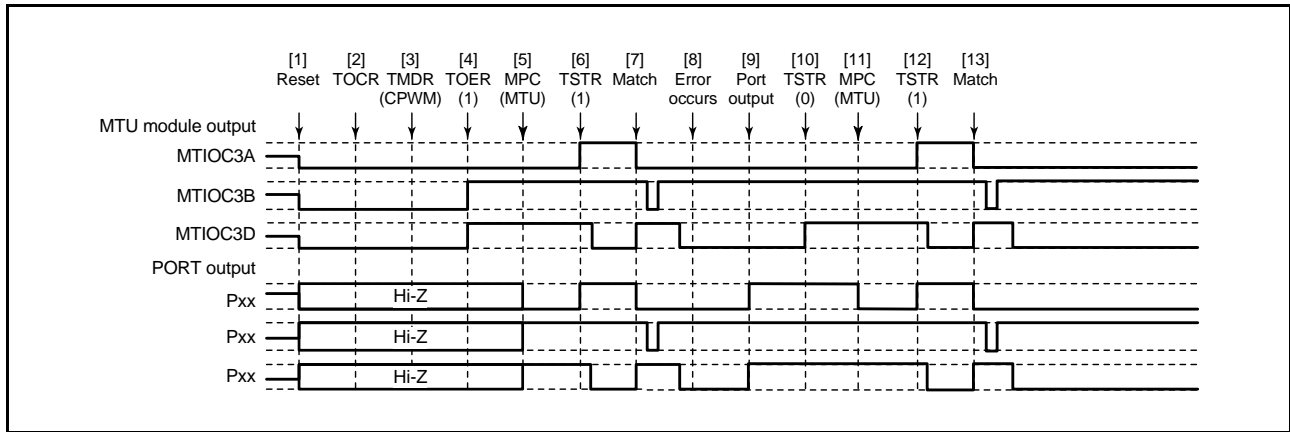 [1] [2] [3] [4] [5] [6] [7] [8] [9] [10] [11] [12] [13]
Reset TOCR TMDR TOER MPC TSTR Match Error Port TSTR MPC TSTR Match
(CPWM) (1) (MTU) (1) occurs output (0) (MTU) (1)
MTU module output
MTIOC3A
MTIOC3B
MTIOC3D
PORT output
Pxx Hi-Z
Pxx Hi-Z
Pxx Hi-Z